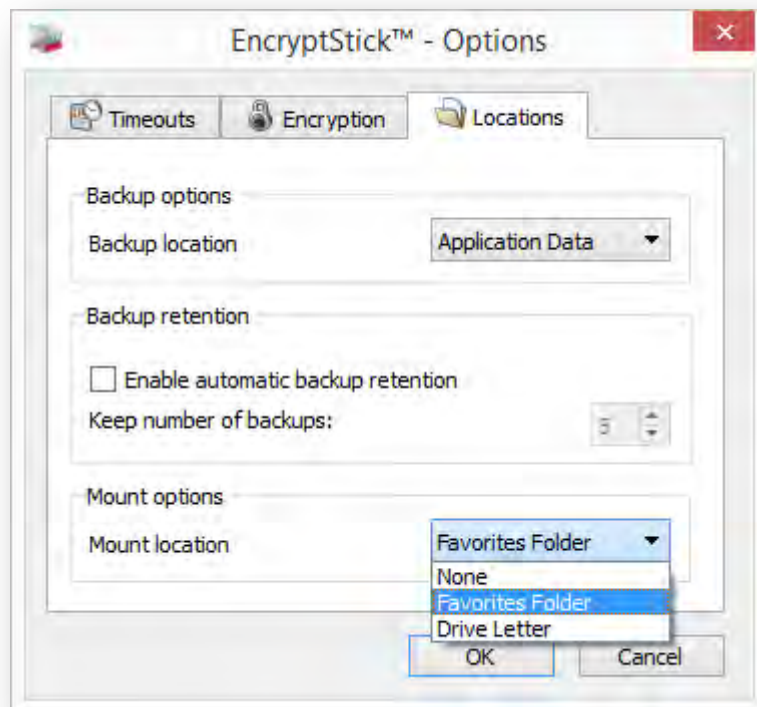 EncryptStick™ - Options
Timeouts Encryption Locations
Backup options
Backup location Application Data
Backup retention
Enable automatic backup retention
Keep number of backups: 5
Mount options
Mount location Favorites Folder
None
Favorites Folder
Drive Letter
OK Cancel